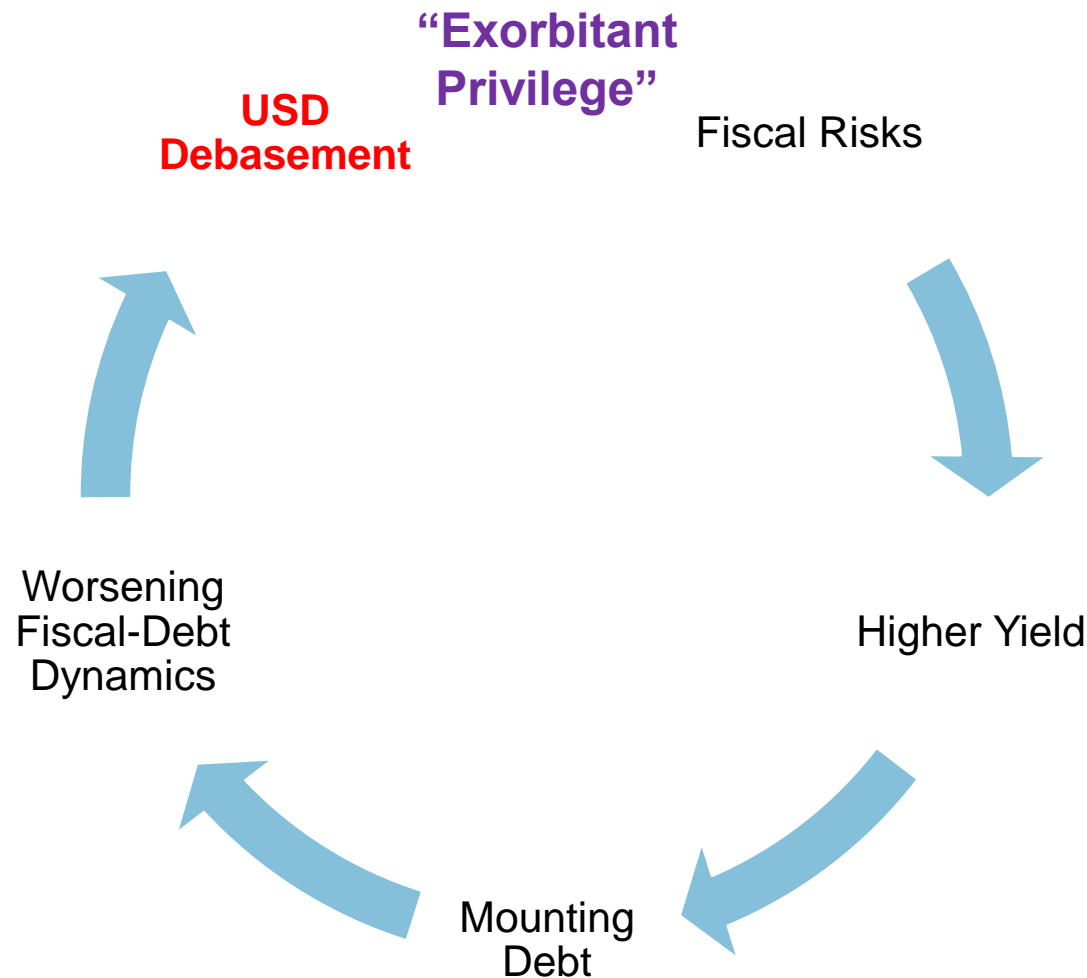 “Exorbitant
Privilege”
USD
Debasement
Fiscal Risks
Higher Yield
Mounting
Debt
Worsening
Fiscal-Debt
Dynamics